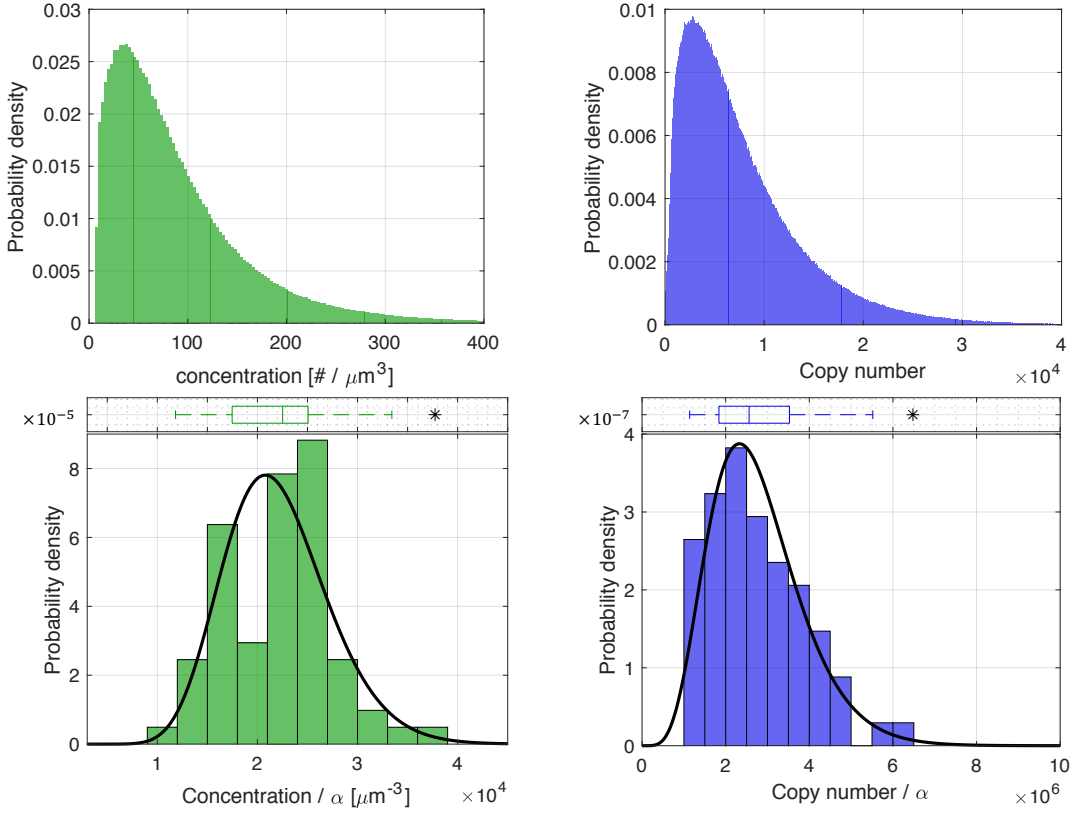 0.03
0.025
0.02
0.015
0.01
0.005
0
Probability density
0 100 200 300 400
concentration [# / μm³]
0.01
0.008
0.006
0.004
0.002
0
Probability density
0 1 2 3 4
Copy number
×10⁴
×10⁻⁵
8
6
4
2
0
Probability density
1 2 3 4
Concentration / α [μm⁻³]
×10⁴
×10⁻⁷
4
3
2
1
0
Probability density
0 2 4 6 8 10
Copy number / α
×10⁶